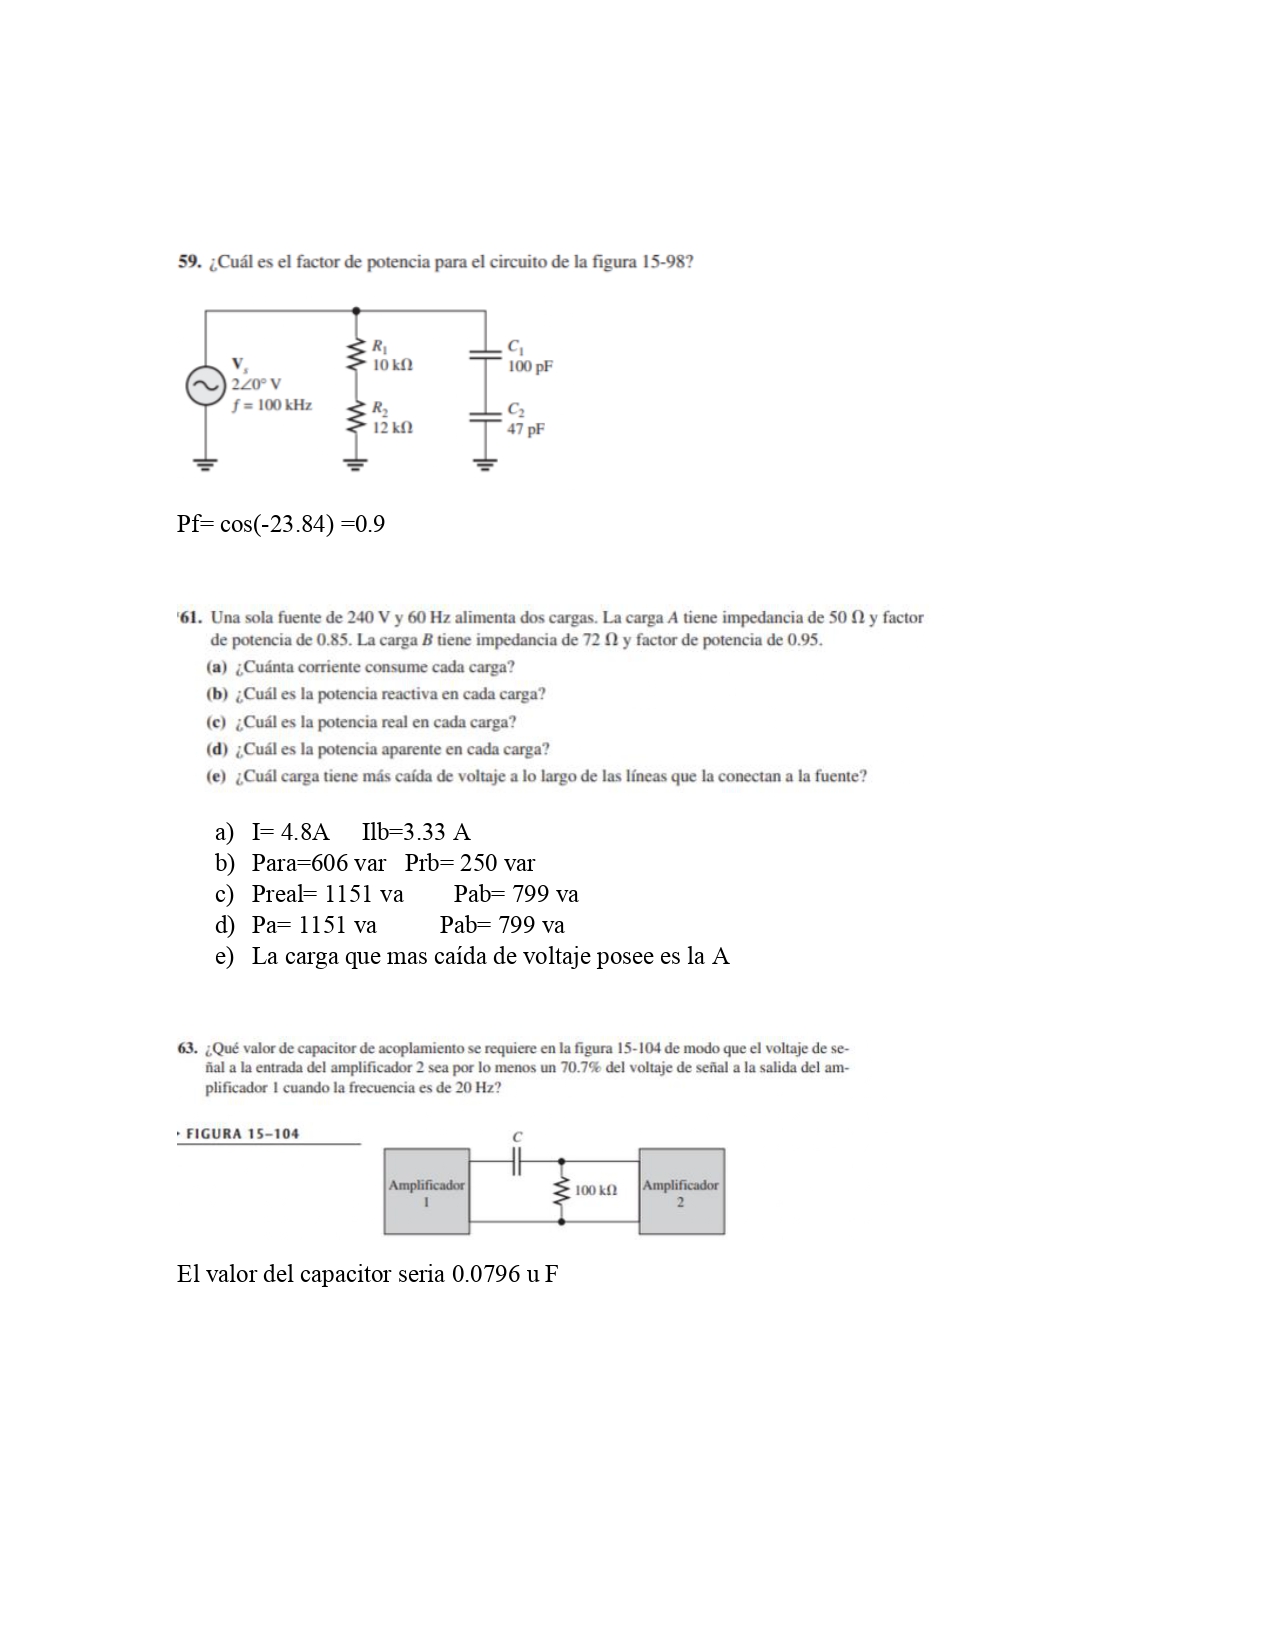 59. ¿Cuál es el factor de potencia para el circuito de la figura 15-98?
R1
10 kΩ
C1
100 pF
Vs
2∠0° V
f = 100 kHz
R2
12 kΩ
C2
47 pF
Pf= cos(-23.84) =0.9
'61. Una sola fuente de 240 V y 60 Hz alimenta dos cargas. La carga A tiene impedancia de 50 Ω y factor
de potencia de 0.85. La carga B tiene impedancia de 72 Ω y factor de potencia de 0.95.
(a) ¿Cuánta corriente consume cada carga?
(b) ¿Cuál es la potencia reactiva en cada carga?
(c) ¿Cuál es la potencia real en cada carga?
(d) ¿Cuál es la potencia aparente en cada carga?
(e) ¿Cuál carga tiene más caída de voltaje a lo largo de las líneas que la conectan a la fuente?
a) I= 4.8A Ilb=3.33 A
b) Para=606 var Prb= 250 var
c) Preal= 1151 va Pab= 799 va
d) Pa= 1151 va Pab= 799 va
e) La carga que mas caída de voltaje posee es la A
63. ¿Qué valor de capacitor de acoplamiento se requiere en la figura 15-104 de modo que el voltaje de se-
ñal a la entrada del amplificador 2 sea por lo menos un 70.7% del voltaje de señal a la salida del am-
plificador 1 cuando la frecuencia es de 20 Hz?
FIGURA 15–104
C
Amplificador
1
100 kΩ
Amplificador
2
El valor del capacitor seria 0.0796 u F